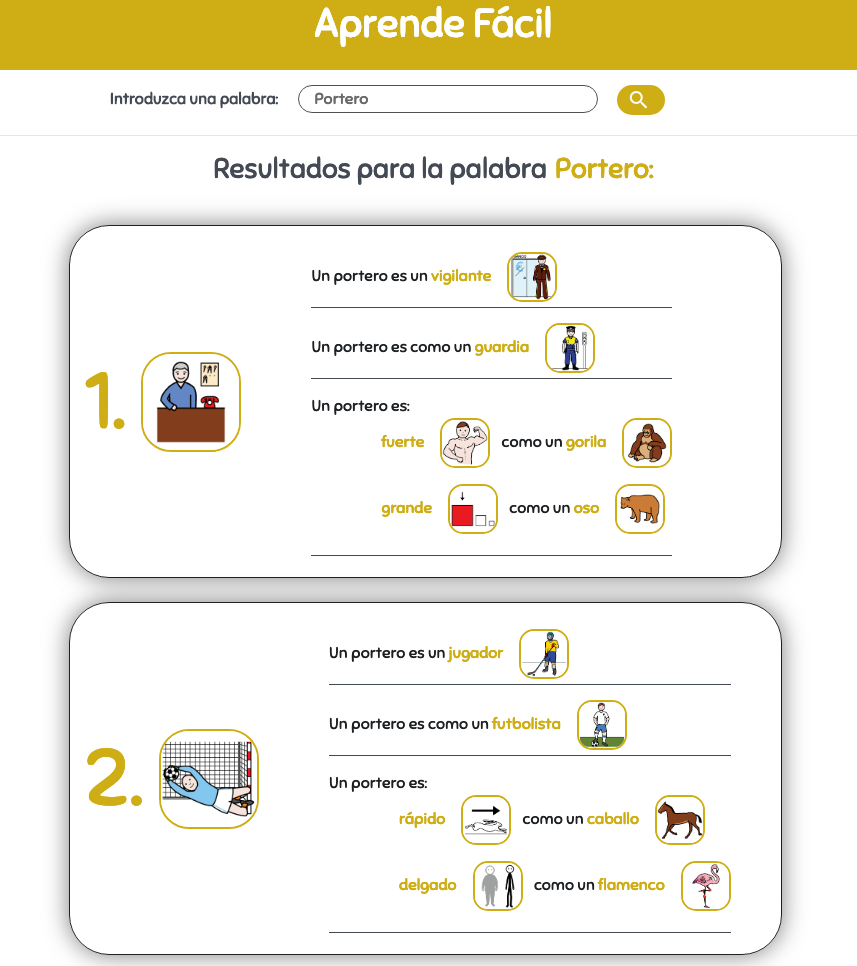 Aprende Fácil
Introduzca una palabra: Portero
Resultados para la palabra Portero:
1.
Un portero es un vigilante
Un portero es como un guardia
Un portero es:
fuerte como un gorila
grande como un oso
2.
Un portero es un jugador
Un portero es como un futbolista
Un portero es:
rápido como un caballo
delgado como un flamenco